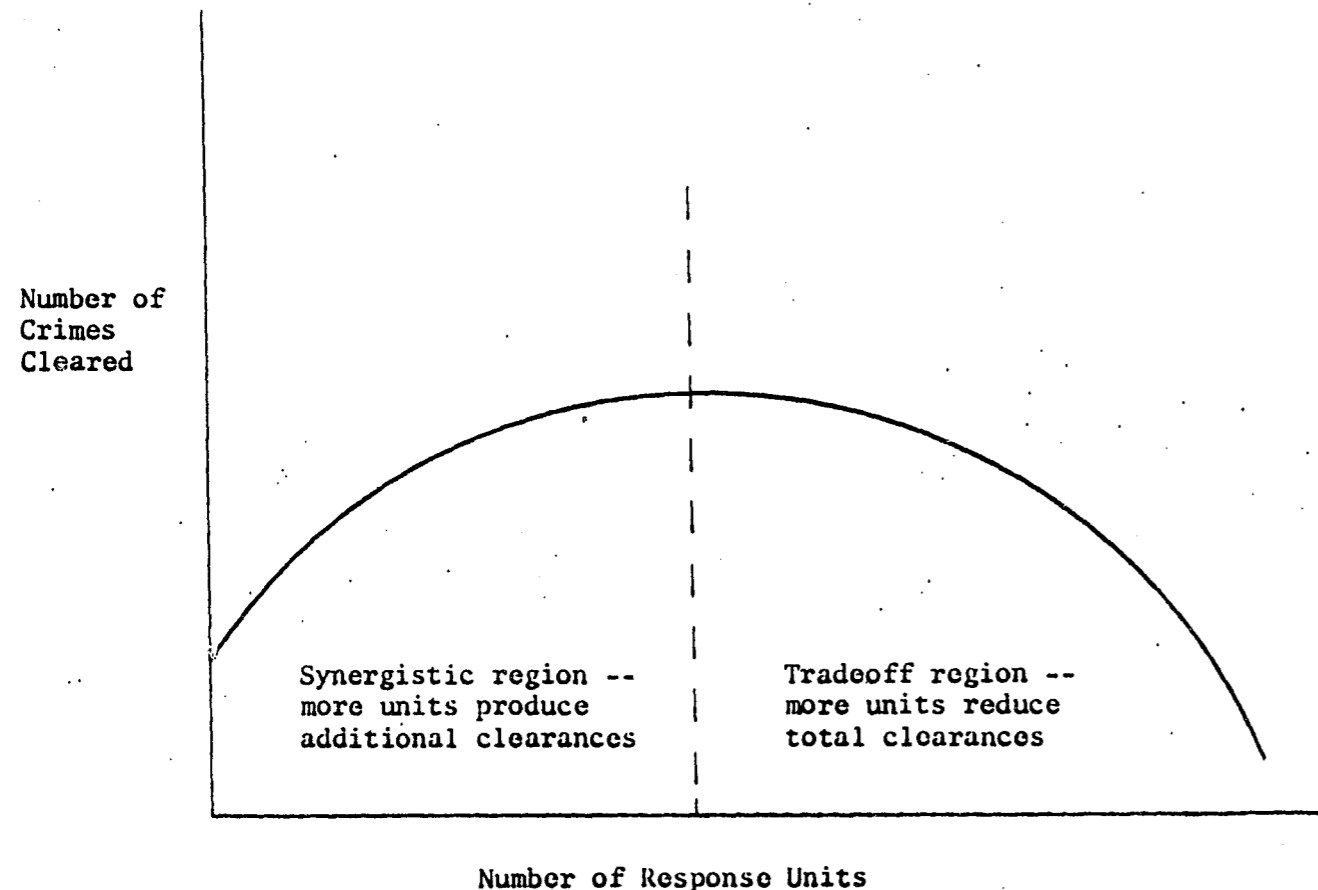 Number of
Crimes
Cleared
Synergistic region --
more units produce
additional clearances
Tradeoff region --
more units reduce
total clearances
Number of Response Units